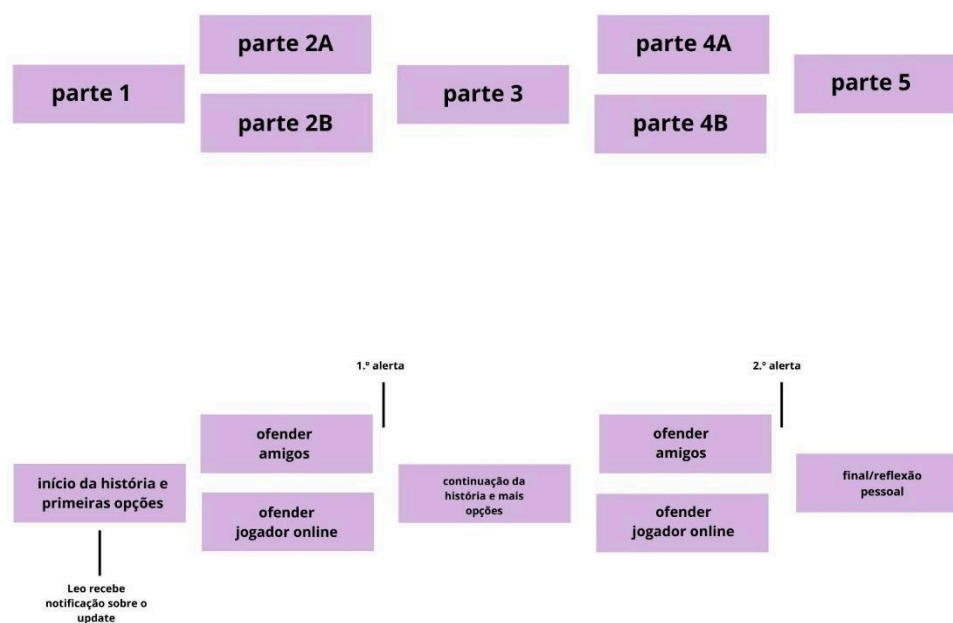 parte 1
parte 2A
parte 2B
parte 3
parte 4A
parte 4B
parte 5
1.º alerta
2.º alerta
início da história e
primeiras opções
ofender
amigos
ofender
jogador online
continuação da
história e mais
opções
ofender
amigos
ofender
jogador online
final/reflexão
pessoal
Leo recebe
notificação sobre o
update